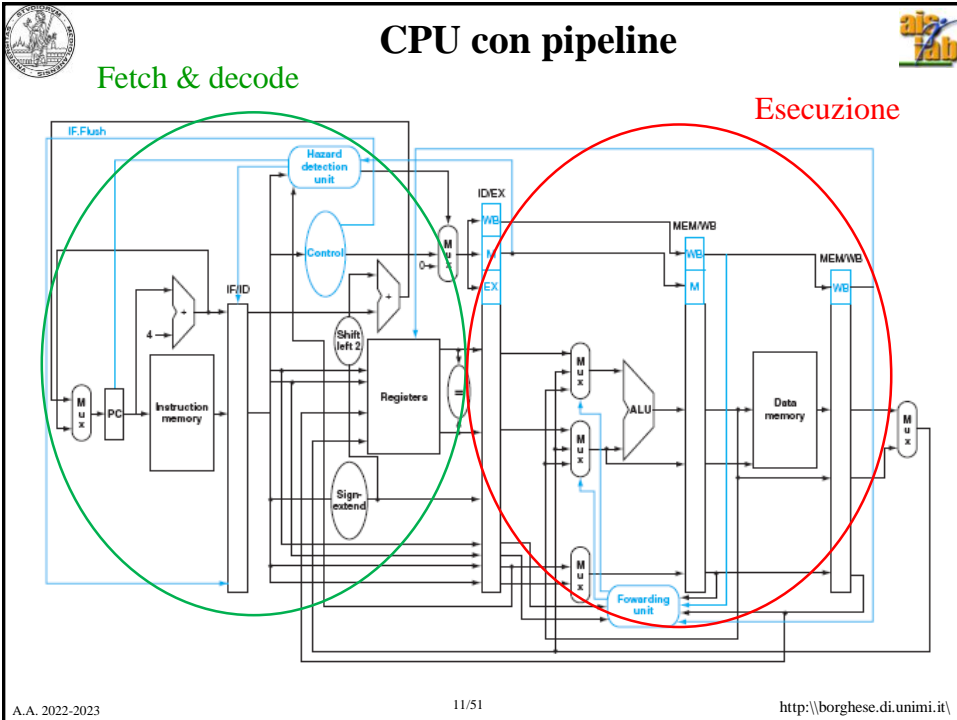 CPU con pipeline
Fetch & decode
Esecuzione
IF.Flush
Hazard
detection
unit
ID/EX
WB
M
EX
Control
M
u
x
0
MEM/WB
WB
M
MEM/WB
WB
IF/ID
4
+
+
Shift
left 2
M
u
x
PC
Instruction
memory
Registers
=
M
u
x
M
u
x
ALU
Data
memory
M
u
x
Sign-
extend
M
u
x
Fowarding
unit
A.A. 2022-2023
11/51
http:\\borghese.di.unimi.it\